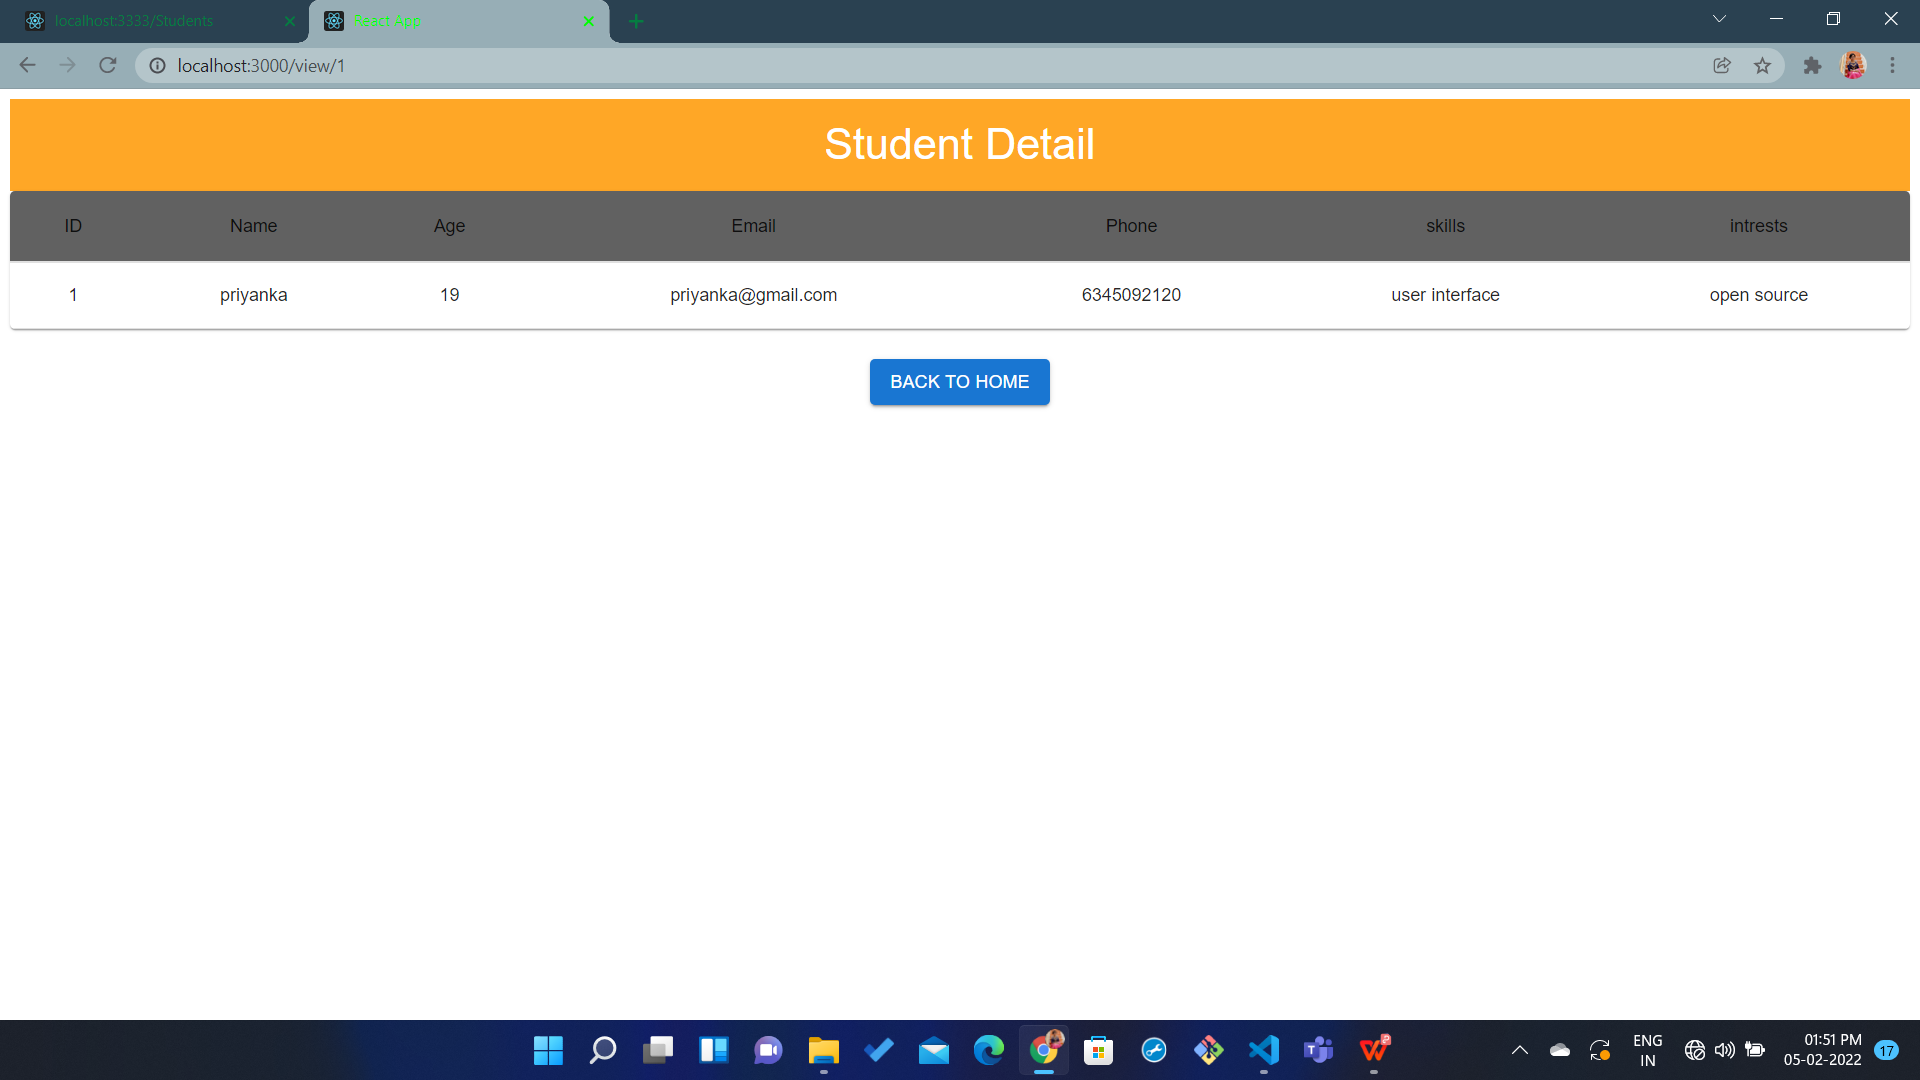 localhost:3333/Students
React App
localhost:3000/view/1
Student Detail
ID Name Age Email Phone skills intrests
1 priyanka 19 priyanka@gmail.com 6345092120 user interface open source
BACK TO HOME
ENG
IN
01:51 PM
05-02-2022
17